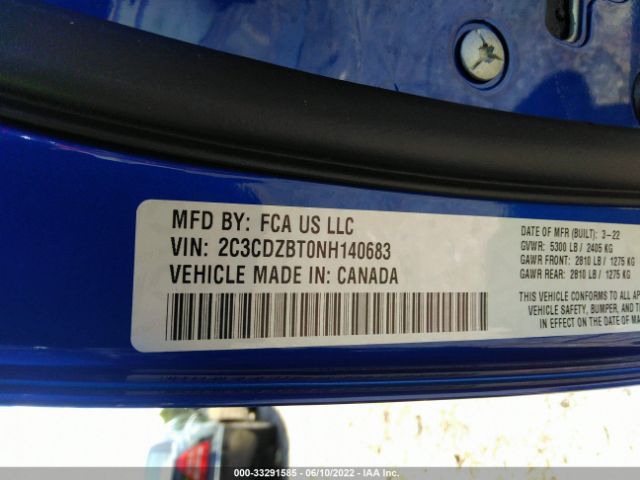 MFD BY: FCA US LLC
VIN: 2C3CDZBT0NH140683
VEHICLE MADE IN: CANADA
DATE OF MFR (BUILT): 3-22
GVWR: 5300 LB / 2405 KG
GAWR FRONT: 2810 LB / 1275 KG
GAWR REAR: 2810 LB / 1275 KG
THIS VEHICLE CONFORMS TO ALL AP
VEHICLE SAFETY, BUMPER, AND
IN EFFECT ON THE DATE OF MA
000-33291585 - 06/10/2022 - IAA Inc.